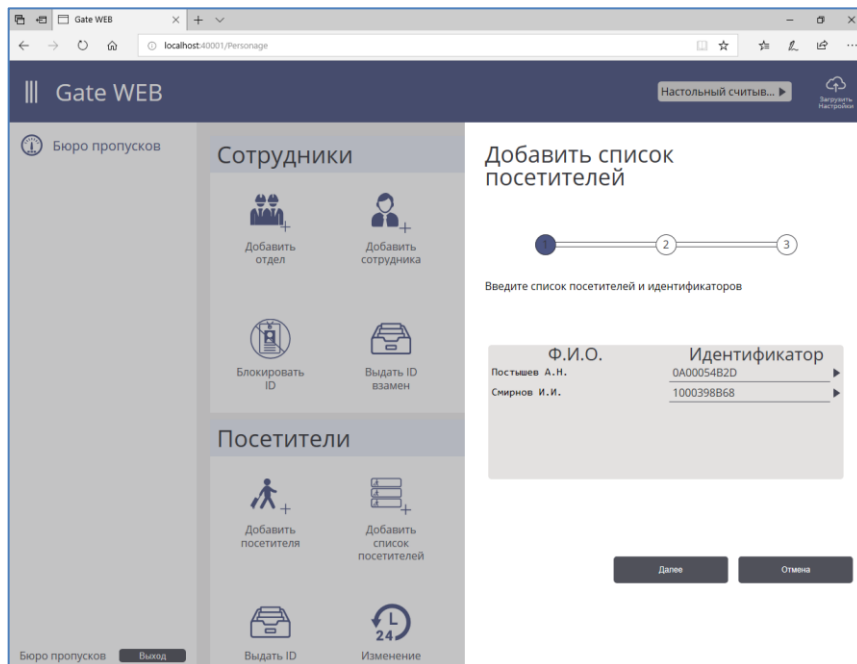 Gate WEB
localhost:40001/Personage
Gate WEB
Настольный считыв...
Загрузить
Настройки
Бюро пропусков
Сотрудники
Добавить
отдел
Добавить
сотрудника
Блокировать
ID
Выдать ID
взамен
Посетители
Добавить
посетителя
Добавить
список
посетителей
Выдать ID
24
Изменение
Бюро пропусков
Выход
Добавить список
посетителей
1
2
3
Введите список посетителей и идентификаторов
Ф.И.О. Идентификатор
Постышев А.Н. 0A00054B2D
Смирнов И.И. 1000398B68
Далее
Отмена